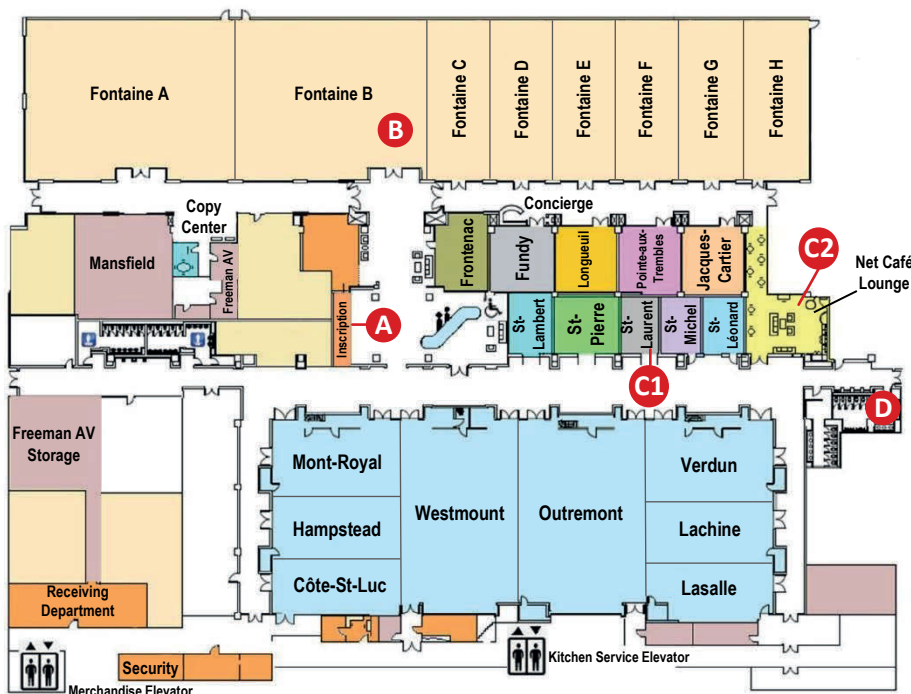 Fontaine A
Fontaine B
Fontaine C
Fontaine D
Fontaine E
Fontaine F
Fontaine G
Fontaine H
B
Copy
Center
Concierge
Mansfield
Freeman AV
Frontenac
Fundy
Longueuil
Pointe-aux-
Trembles
Jacques-
Cartier
C2
Net Café
Lounge
Inscription
A
St-
Lambert
St-
Pierre
St-
Laurent
St-
Michel
St-
Léonard
C1
D
Freeman AV
Storage
Mont-Royal
Westmount
Outremont
Verdun
Hampstead
Lachine
Côte-St-Luc
Lasalle
Receiving
Department
Security
Kitchen Service Elevator
Merchandise Elevator